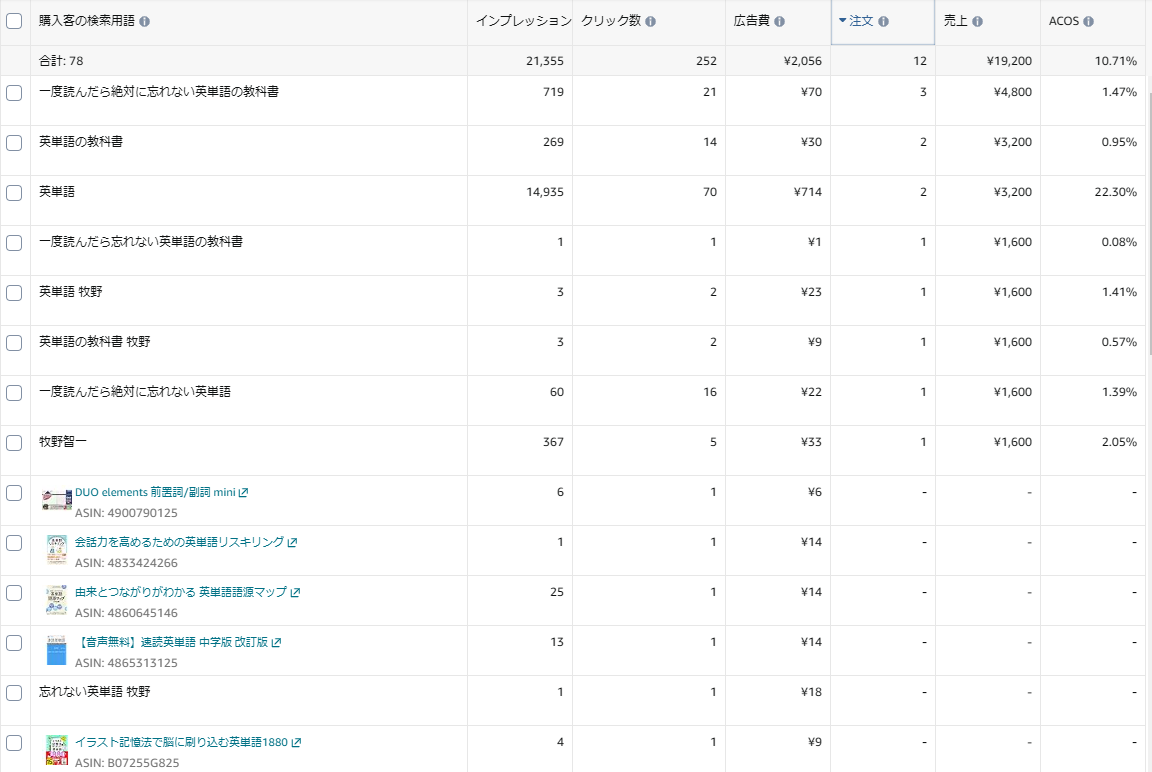 購入客の検索用語 インプレッション クリック数 広告費 注文 売上 ACOS
合計: 78 21,355 252 ¥2,056 12 ¥19,200 10.71%
一度読んだら絶対に忘れない英単語の教科書 719 21 ¥70 3 ¥4,800 1.47%
英単語の教科書 269 14 ¥30 2 ¥3,200 0.95%
英単語 14,935 70 ¥714 2 ¥3,200 22.30%
一度読んだら忘れない英単語の教科書 1 1 ¥1 1 ¥1,600 0.08%
英単語 牧野 3 2 ¥23 1 ¥1,600 1.41%
英単語の教科書 牧野 3 2 ¥9 1 ¥1,600 0.57%
一度読んだら絶対に忘れない英単語 60 16 ¥22 1 ¥1,600 1.39%
牧野智一 367 5 ¥33 1 ¥1,600 2.05%
DUO elements 前置詞/副詞 mini 6 1 ¥6 - - -
ASIN: 4900790125
会話力を高めるための英単語リスキリング 1 1 ¥14 - - -
ASIN: 4833424266
由来とつながりがわかる 英単語語源マップ 25 1 ¥14 - - -
ASIN: 4860645146
【音声無料】速読英単語 中学版 改訂版 13 1 ¥14 - - -
ASIN: 4865313125
忘れない英単語 牧野 1 1 ¥18 - - -
イラスト記憶法で脳に刷り込む英単語1880 4 1 ¥9 - - -
ASIN: B07255G825